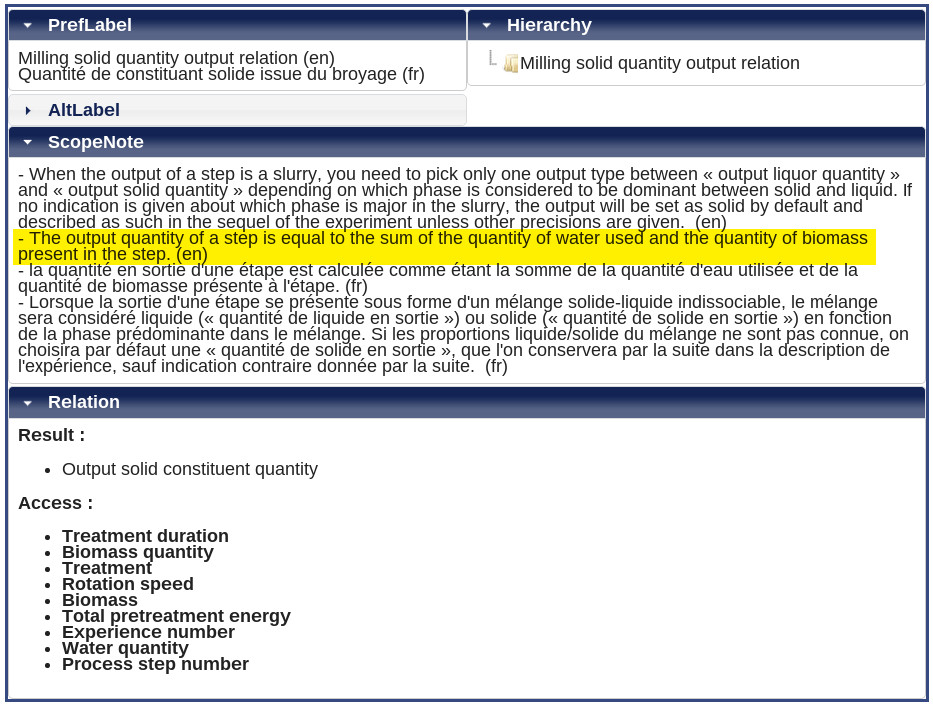 PrefLabel
Milling solid quantity output relation (en)
Quantité de constituant solide issue du broyage (fr)
AltLabel
Hierarchy
Milling solid quantity output relation
ScopeNote
- When the output of a step is a slurry, you need to pick only one output type between « output liquor quantity »
and « output solid quantity » depending on which phase is considered to be dominant between solid and liquid. If
no indication is given about which phase is major in the slurry, the output will be set as solid by default and
described as such in the sequel of the experiment unless other precisions are given.  (en)
- The output quantity of a step is equal to the sum of the quantity of water used and the quantity of biomass
present in the step. (en)
- la quantité en sortie d'une étape est calculée comme étant la somme de la quantité d'eau utilisée et de la
quantité de biomasse présente à l'étape. (fr)
- Lorsque la sortie d'une étape se présente sous forme d'un mélange solide-liquide indissociable, le mélange
sera considéré liquide (« quantité de liquide en sortie ») ou solide (« quantité de solide en sortie ») en fonction
de la phase prédominante dans le mélange. Si les proportions liquide/solide du mélange ne sont pas connue, on
choisira par défaut une « quantité de solide en sortie », que l'on conservera par la suite dans la description de
l'expérience, sauf indication contraire donnée par la suite.  (fr)
Relation
Result :
• Output solid constituent quantity
Access :
• Treatment duration
• Biomass quantity
• Treatment
• Rotation speed
• Biomass
• Total pretreatment energy
• Experience number
• Water quantity
• Process step number